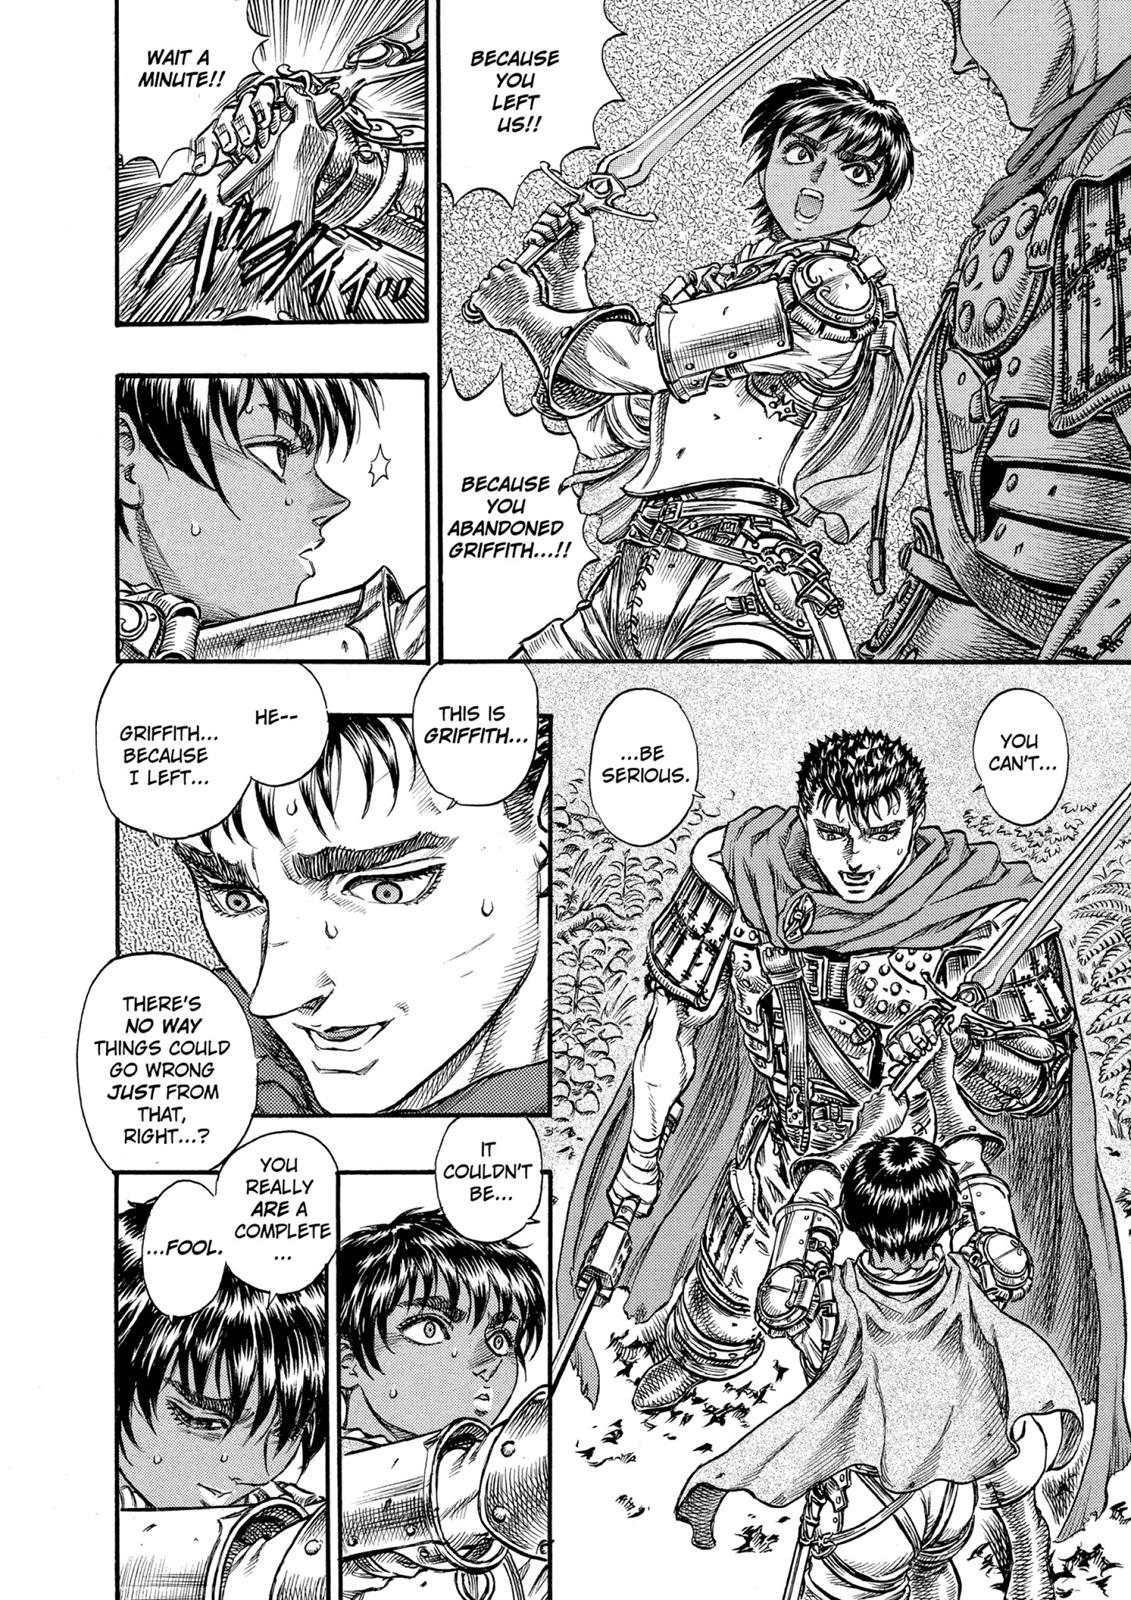 BECAUSE
YOU
LEFT
US!!
BECAUSE
YOU
ABANDONED
GRIFFITH...!!
WAIT A
MINUTE!!
YOU
CAN'T...
...BE
SERIOUS.
THIS IS
GRIFFITH...
HE--
GRIFFITH...
BECAUSE
I LEFT...
THERE'S
NO WAY
THINGS COULD
GO WRONG
JUST FROM
THAT,
RIGHT...?
IT
COULDN'T
BE...
YOU
REALLY
ARE A
COMPLETE
...
...FOOL.